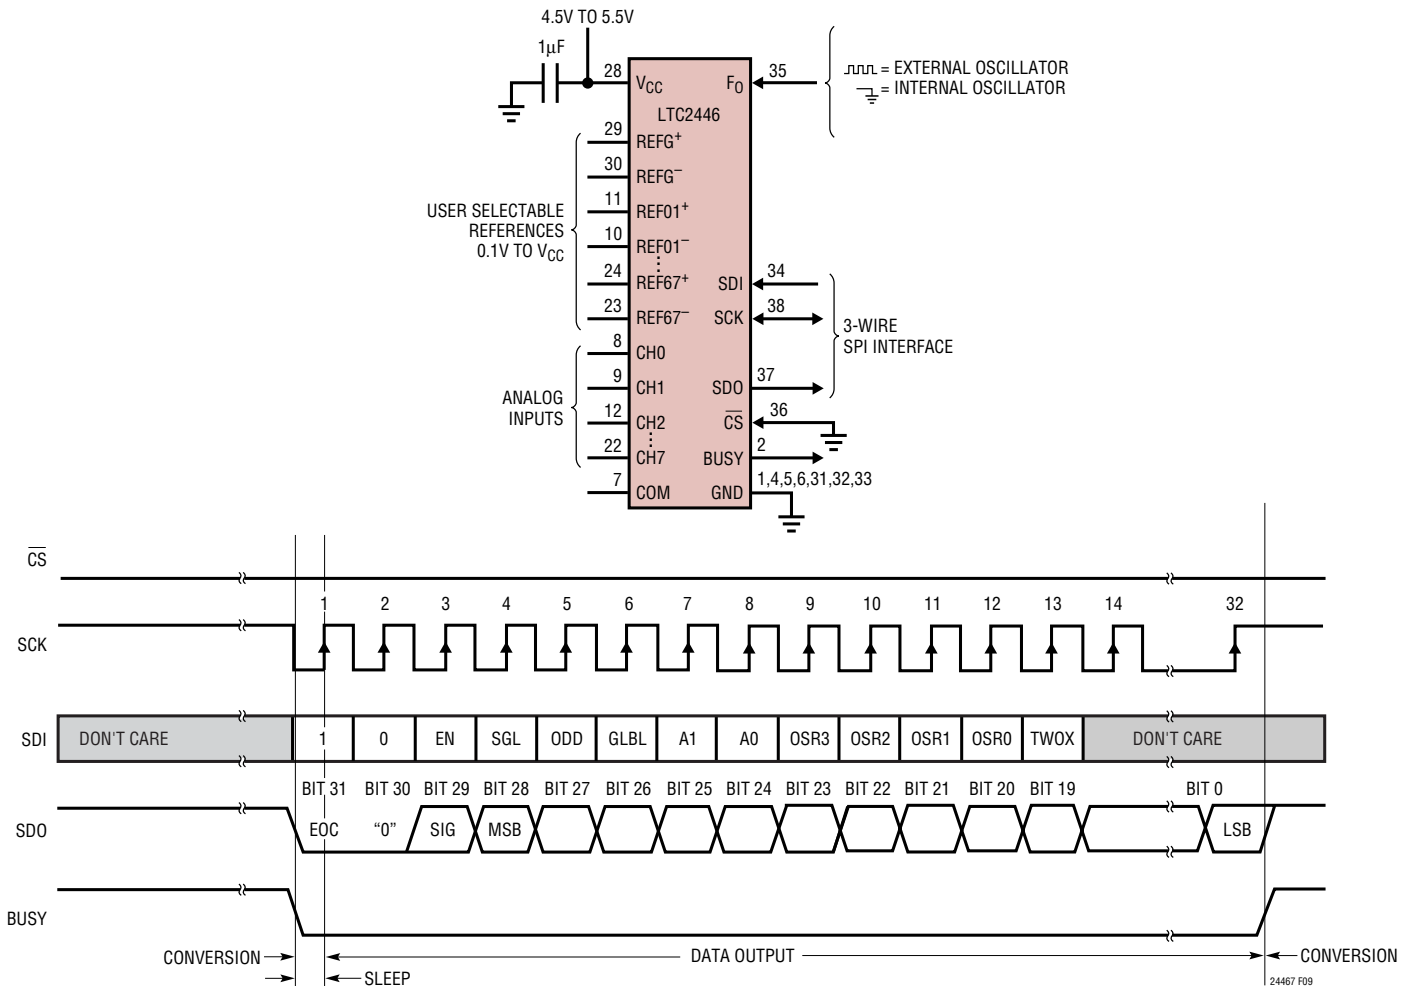 4.5V TO 5.5V
1µF
28
VCC
FO
35
= EXTERNAL OSCILLATOR
= INTERNAL OSCILLATOR
LTC2446
29
REFG+
30
REFG–
11
REF01+
USER SELECTABLE
REFERENCES
0.1V TO VCC
10
REF01–
24
REF67+
SDI
34
23
REF67–
SCK
38
3-WIRE
SPI INTERFACE
8
CH0
9
CH1
SDO
37
ANALOG
INPUTS
12
CH2
CS
36
22
CH7
BUSY
2
7
COM
GND
1,4,5,6,31,32,33
CS
1 2 3 4 5 6 7 8 9 10 11 12 13 14 32
SCK
SDI DON'T CARE 1 0 EN SGL ODD GLBL A1 A0 OSR3 OSR2 OSR1 OSR0 TWOX DON'T CARE
BIT 31 BIT 30 BIT 29 BIT 28 BIT 27 BIT 26 BIT 25 BIT 24 BIT 23 BIT 22 BIT 21 BIT 20 BIT 19 BIT 0
SDO EOC “0” SIG MSB LSB
BUSY
CONVERSION DATA OUTPUT CONVERSION
SLEEP
24467 F09